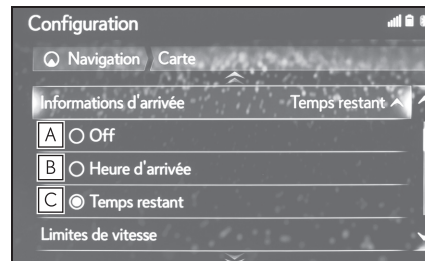 Configuration
Navigation Carte
Informations d'arrivée Temps restant
A Off
B Heure d'arrivée
C Temps restant
Limites de vitesse